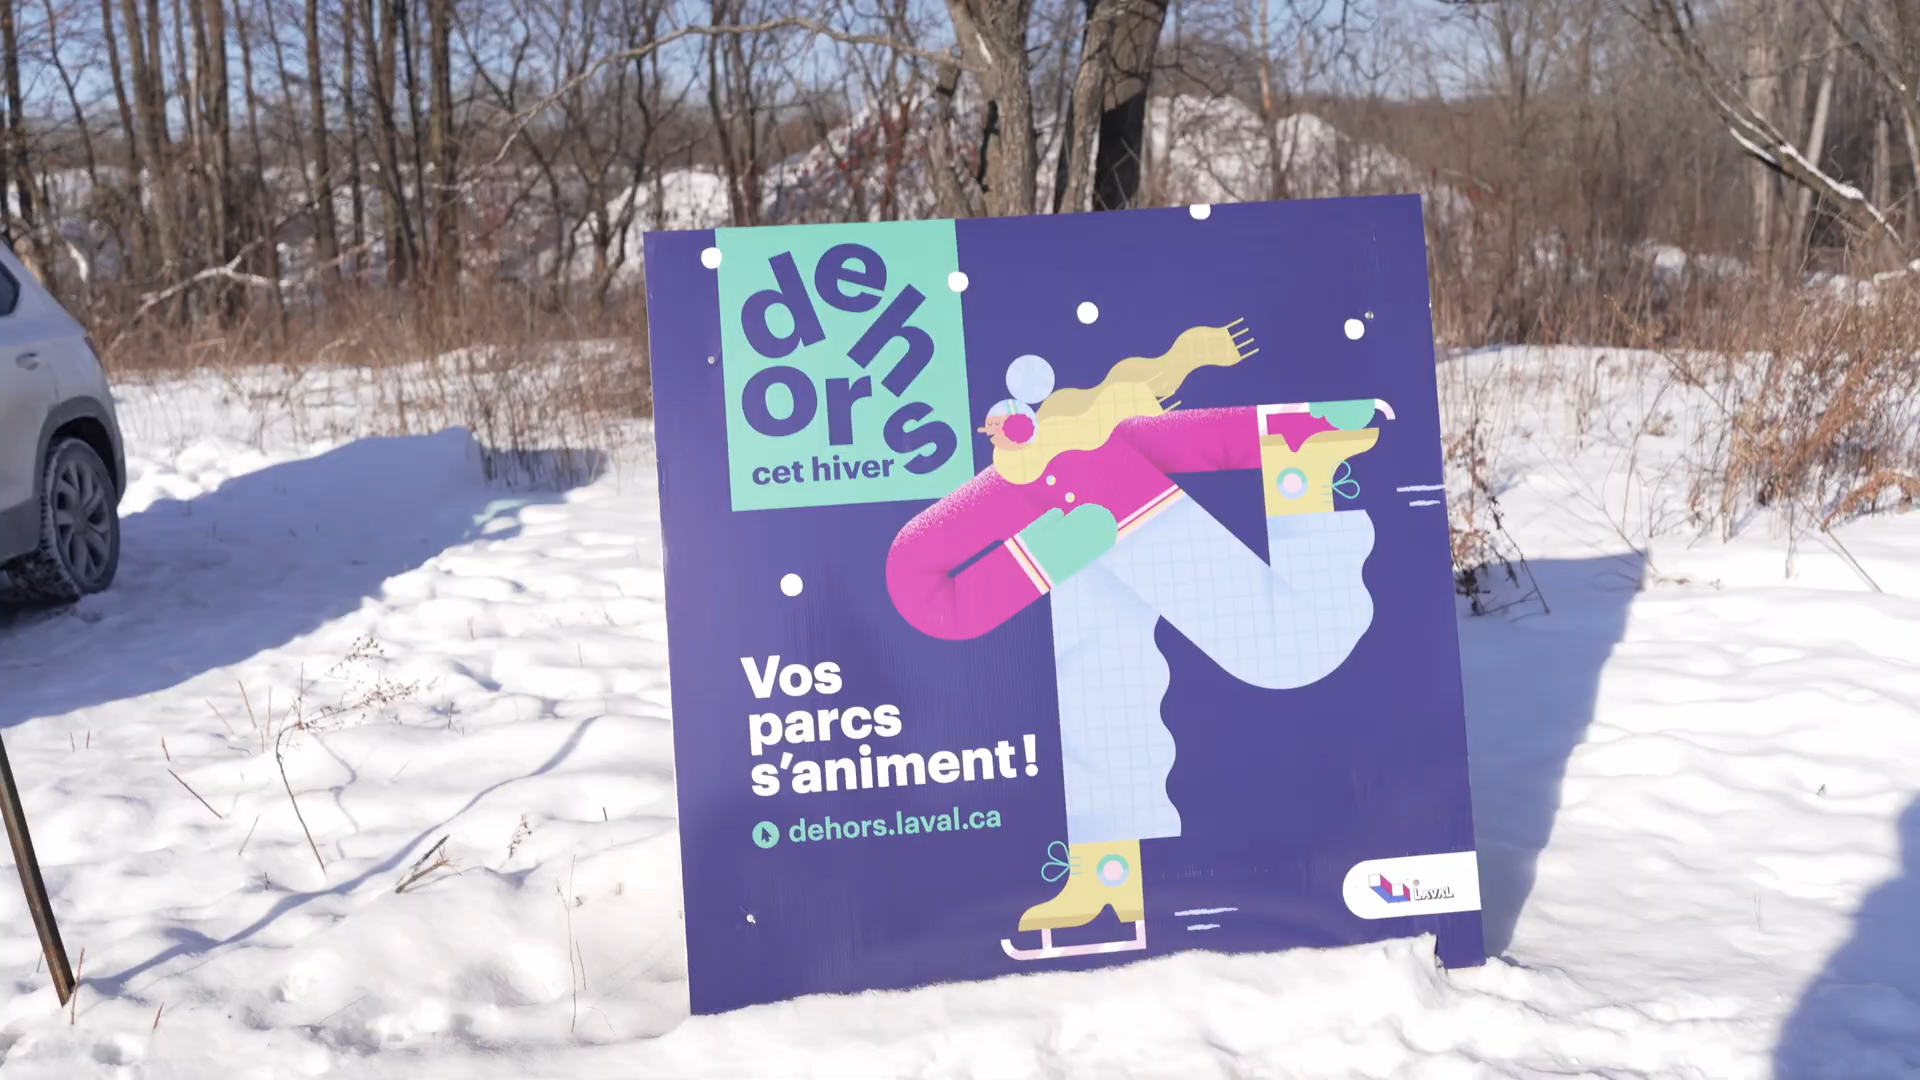 dehors
cet hiver
Vos
parcs
s'animent!
dehors.laval.ca
LAVAL